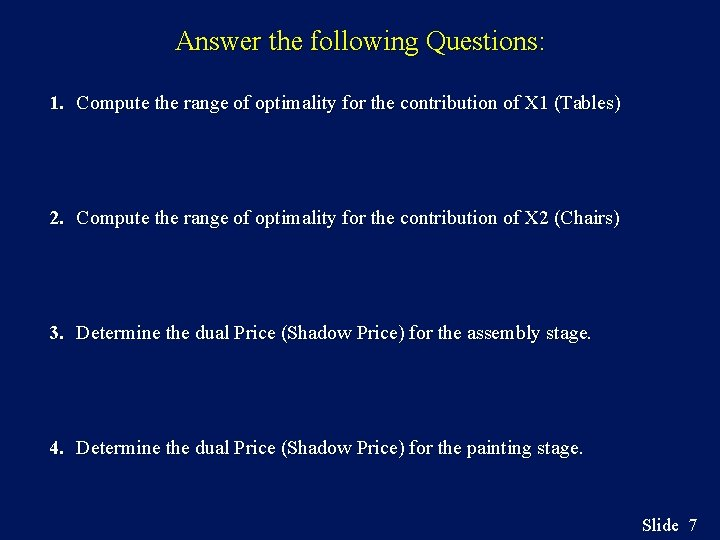 Answer the following Questions:
1. Compute the range of optimality for the contribution of X1 (Tables)
2. Compute the range of optimality for the contribution of X2 (Chairs)
3. Determine the dual Price (Shadow Price) for the assembly stage.
4. Determine the dual Price (Shadow Price) for the painting stage.
Slide 7